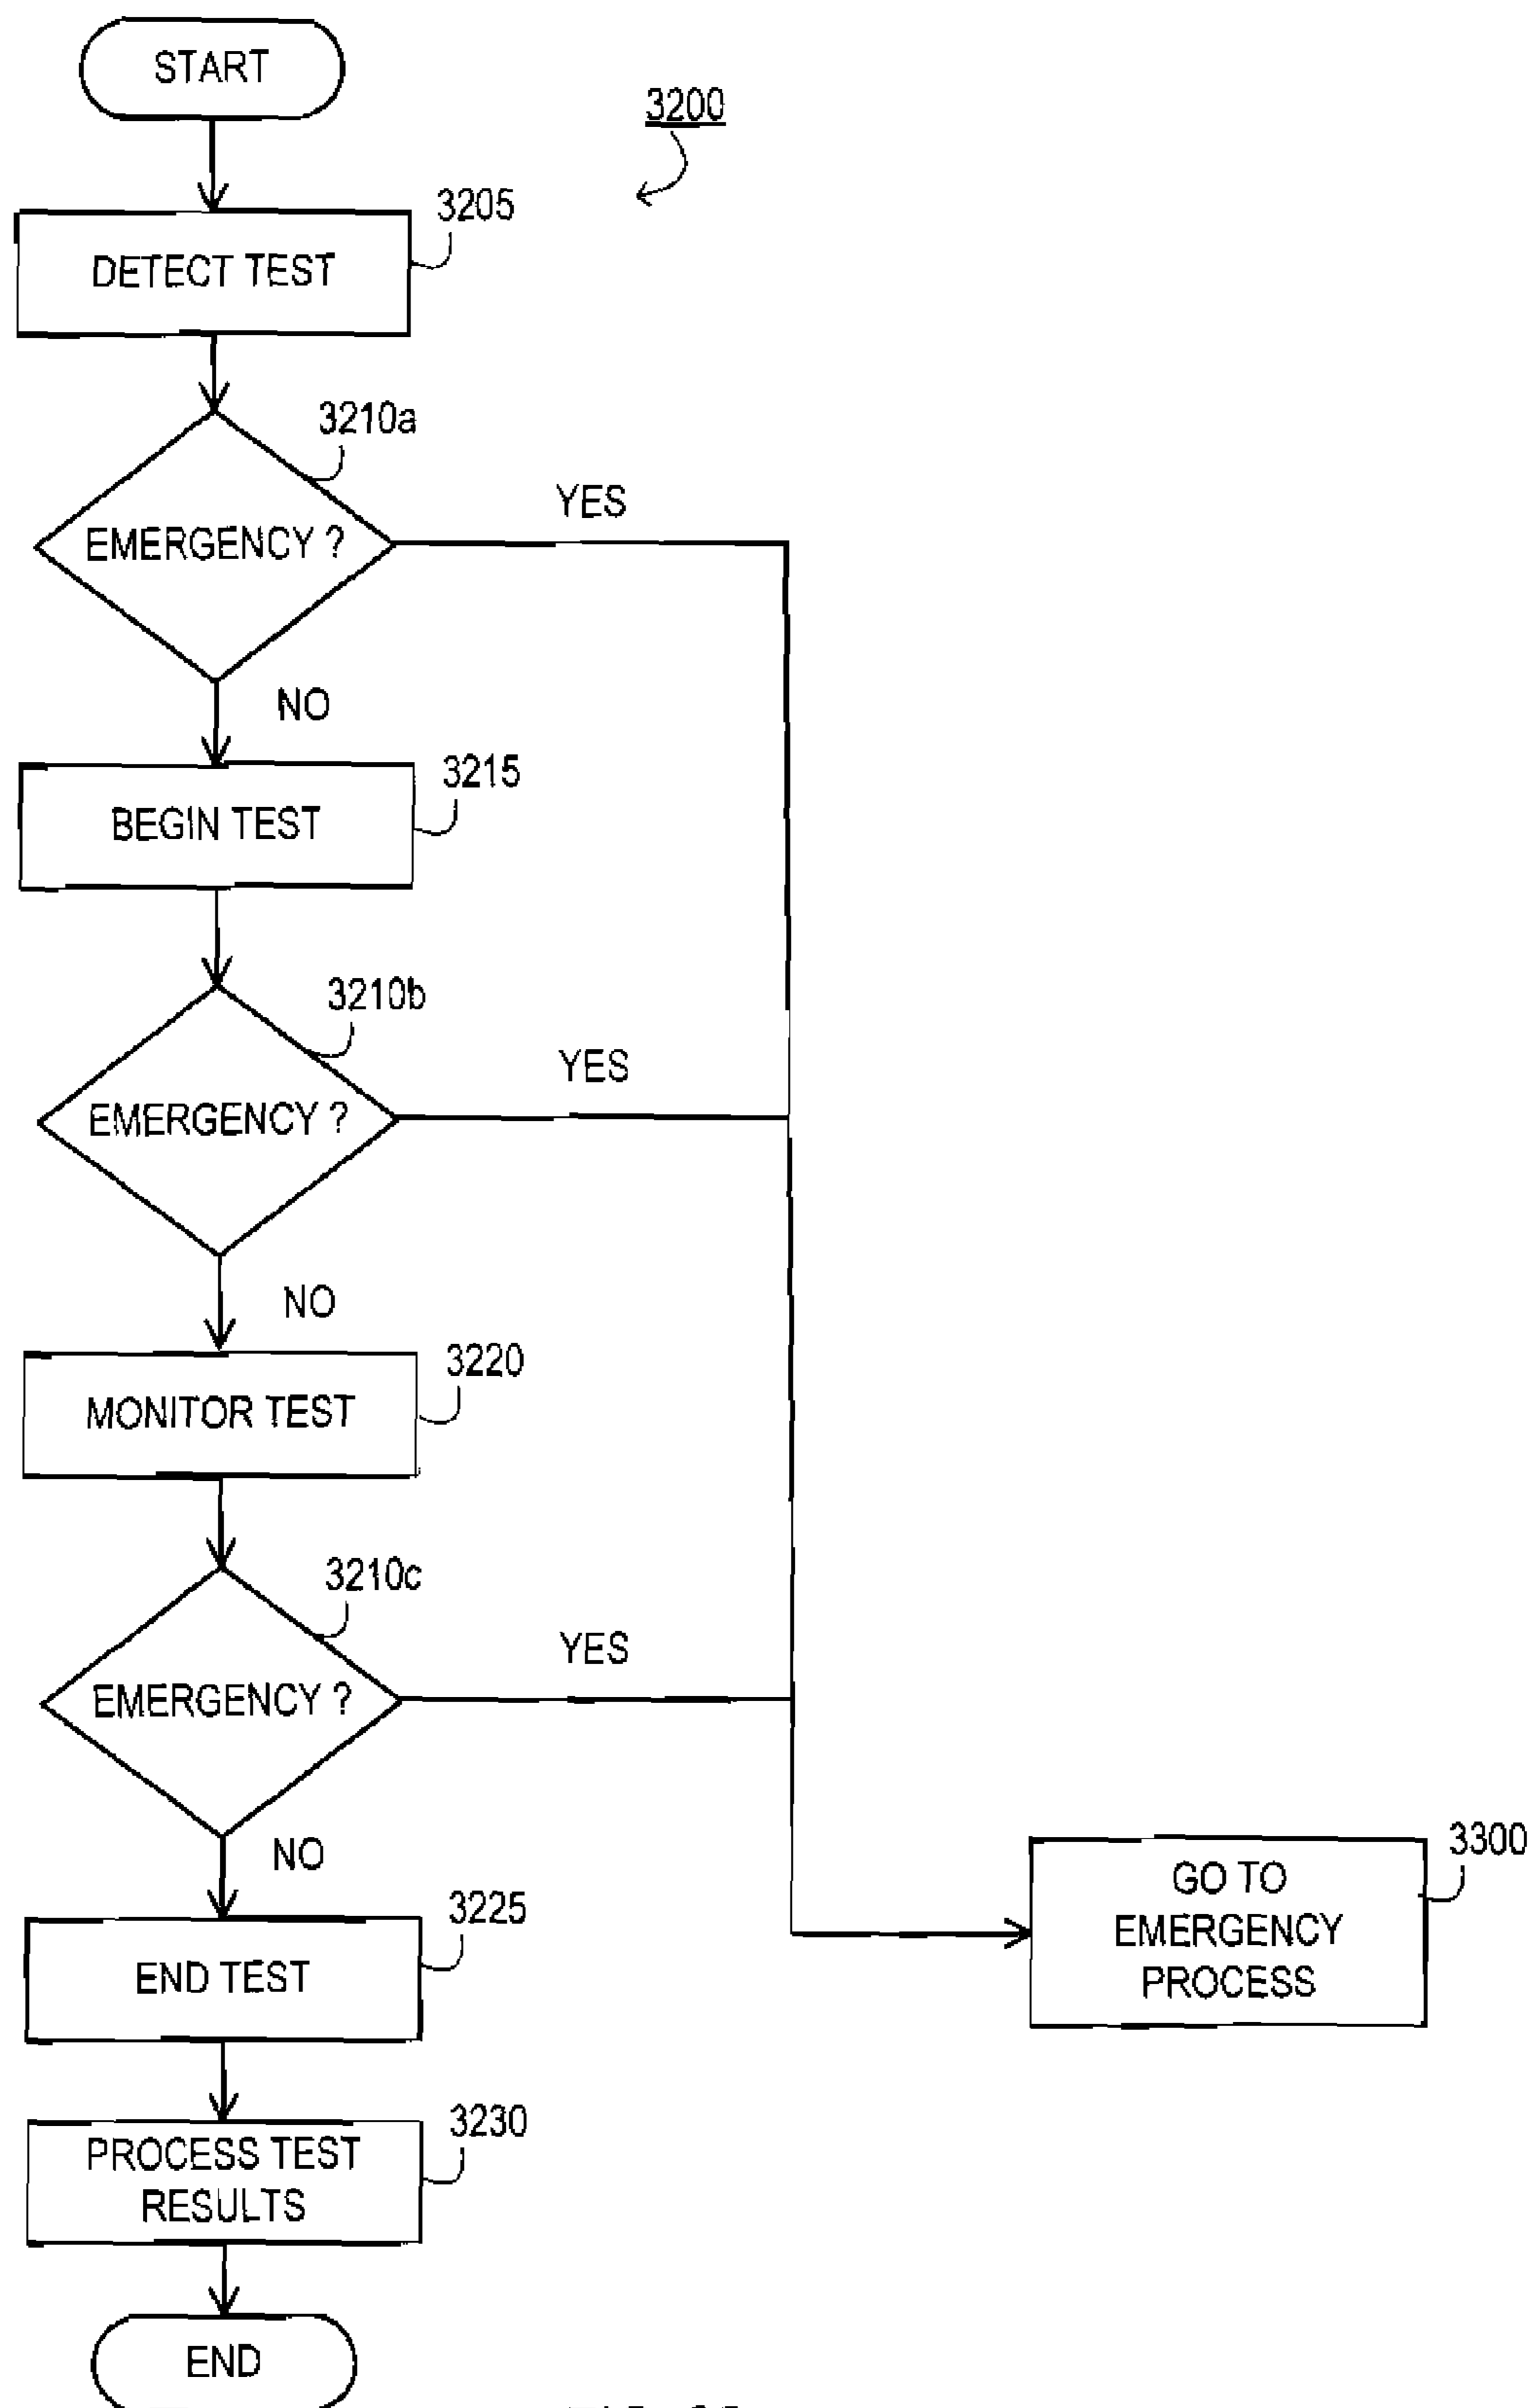 START
3200
3205
DETECT TEST
3210a
EMERGENCY ?
YES
NO
3215
BEGIN TEST
3210b
EMERGENCY ?
YES
NO
3220
MONITOR TEST
3210c
EMERGENCY ?
YES
NO
3225
END TEST
3300
GO TO
EMERGENCY
PROCESS
3230
PROCESS TEST
RESULTS
END